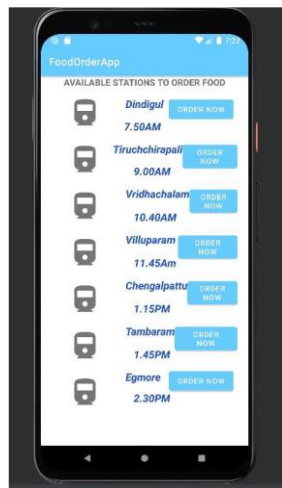 7:22
FoodOrderApp
AVAILABLE STATIONS TO ORDER FOOD
Dindigul
ORDER NOW
7.50AM
Tiruchchirapali
ORDER
NOW
9.00AM
Vridhachalam
ORDER
NOW
10.40AM
Villuparam
ORDER
NOW
11.45Am
Chengalpattu
ORDER
NOW
1.15PM
Tambaram
ORDER
NOW
1.45PM
Egmore
ORDER NOW
2.30PM